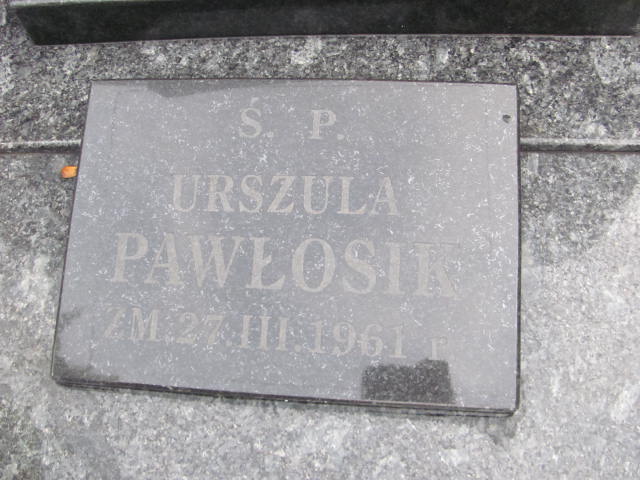 Ś. P.
URSZULA
PAWŁOSIK
ZM.27.III.1961 r.